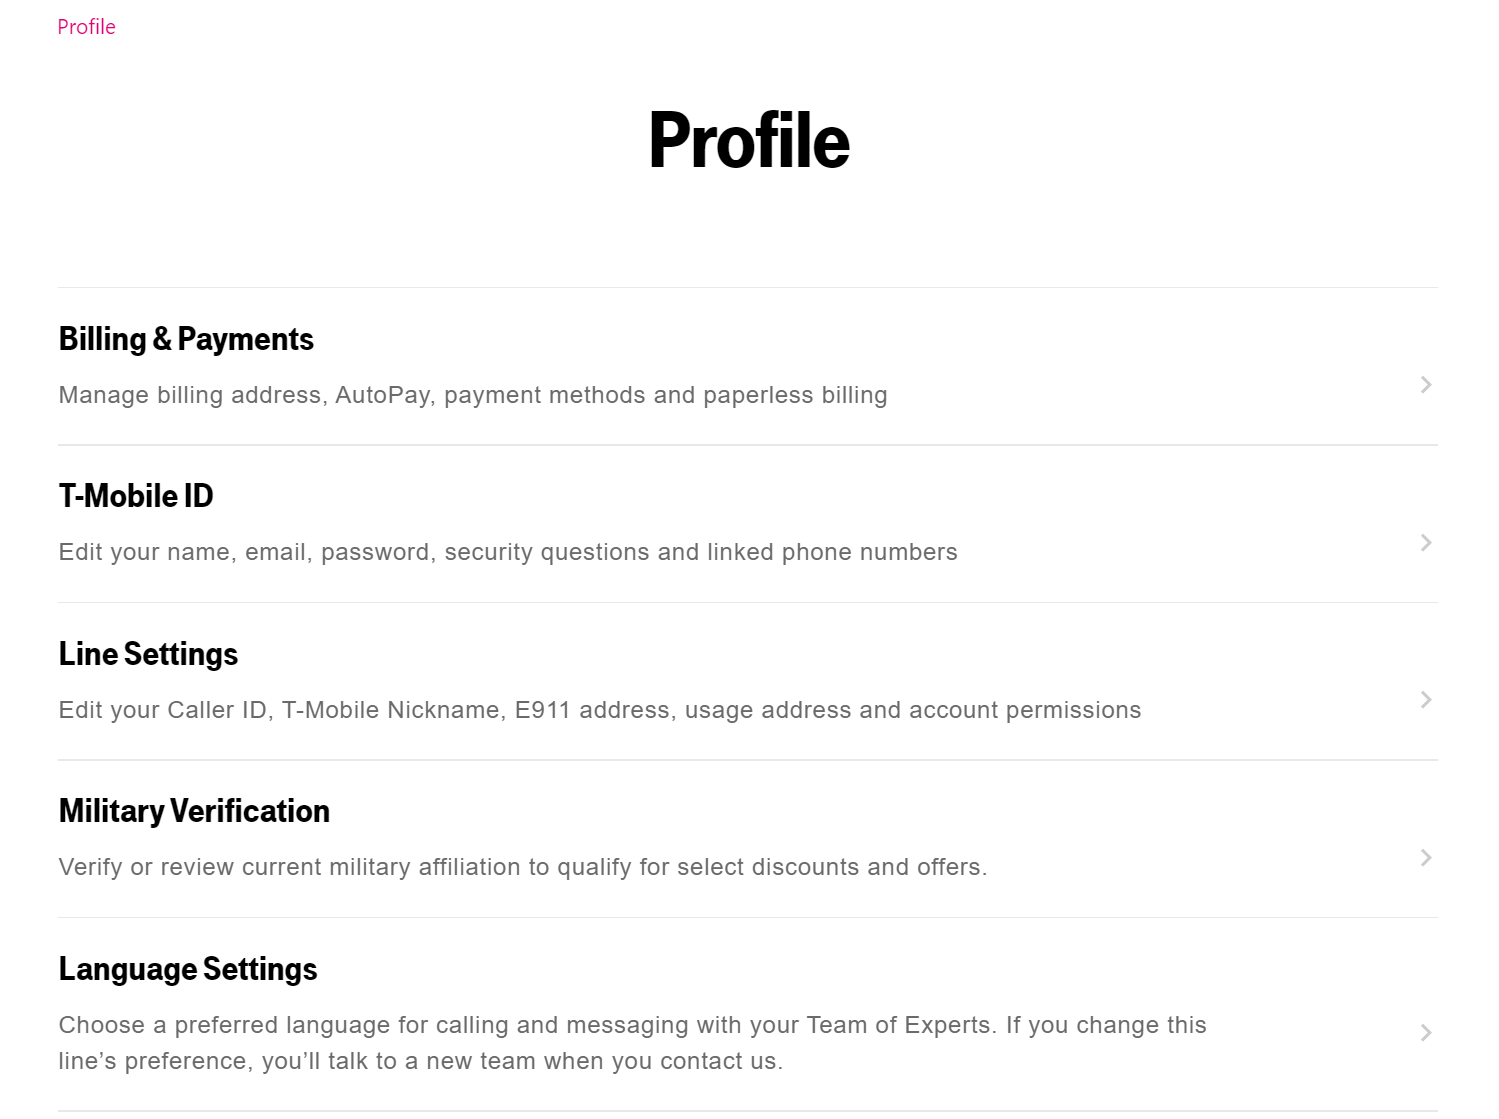 Profile
Profile
Billing & Payments
Manage billing address, AutoPay, payment methods and paperless billing
T-Mobile ID
Edit your name, email, password, security questions and linked phone numbers
Line Settings
Edit your Caller ID, T-Mobile Nickname, E911 address, usage address and account permissions
Military Verification
Verify or review current military affiliation to qualify for select discounts and offers.
Language Settings
Choose a preferred language for calling and messaging with your Team of Experts. If you change this
line’s preference, you’ll talk to a new team when you contact us.